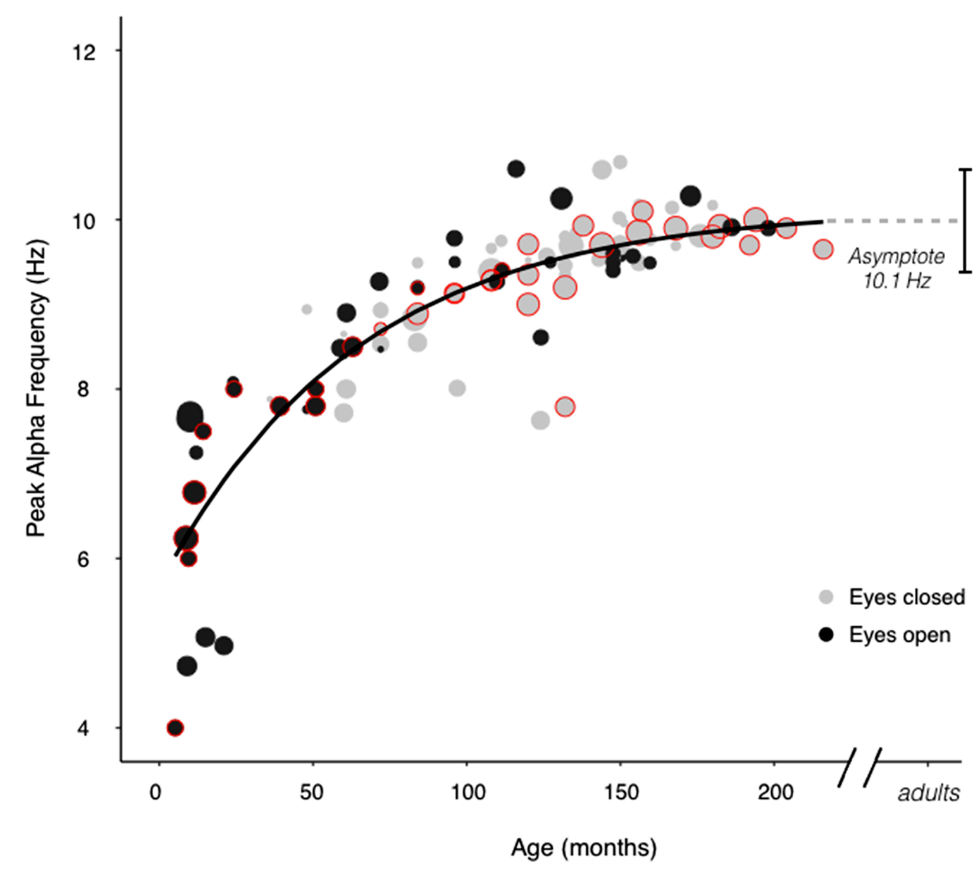 12
10
8
6
4
Peak Alpha Frequency (Hz)
Asymptote
10.1 Hz
Eyes closed
Eyes open
0
50
100
150
200
adults
Age (months)